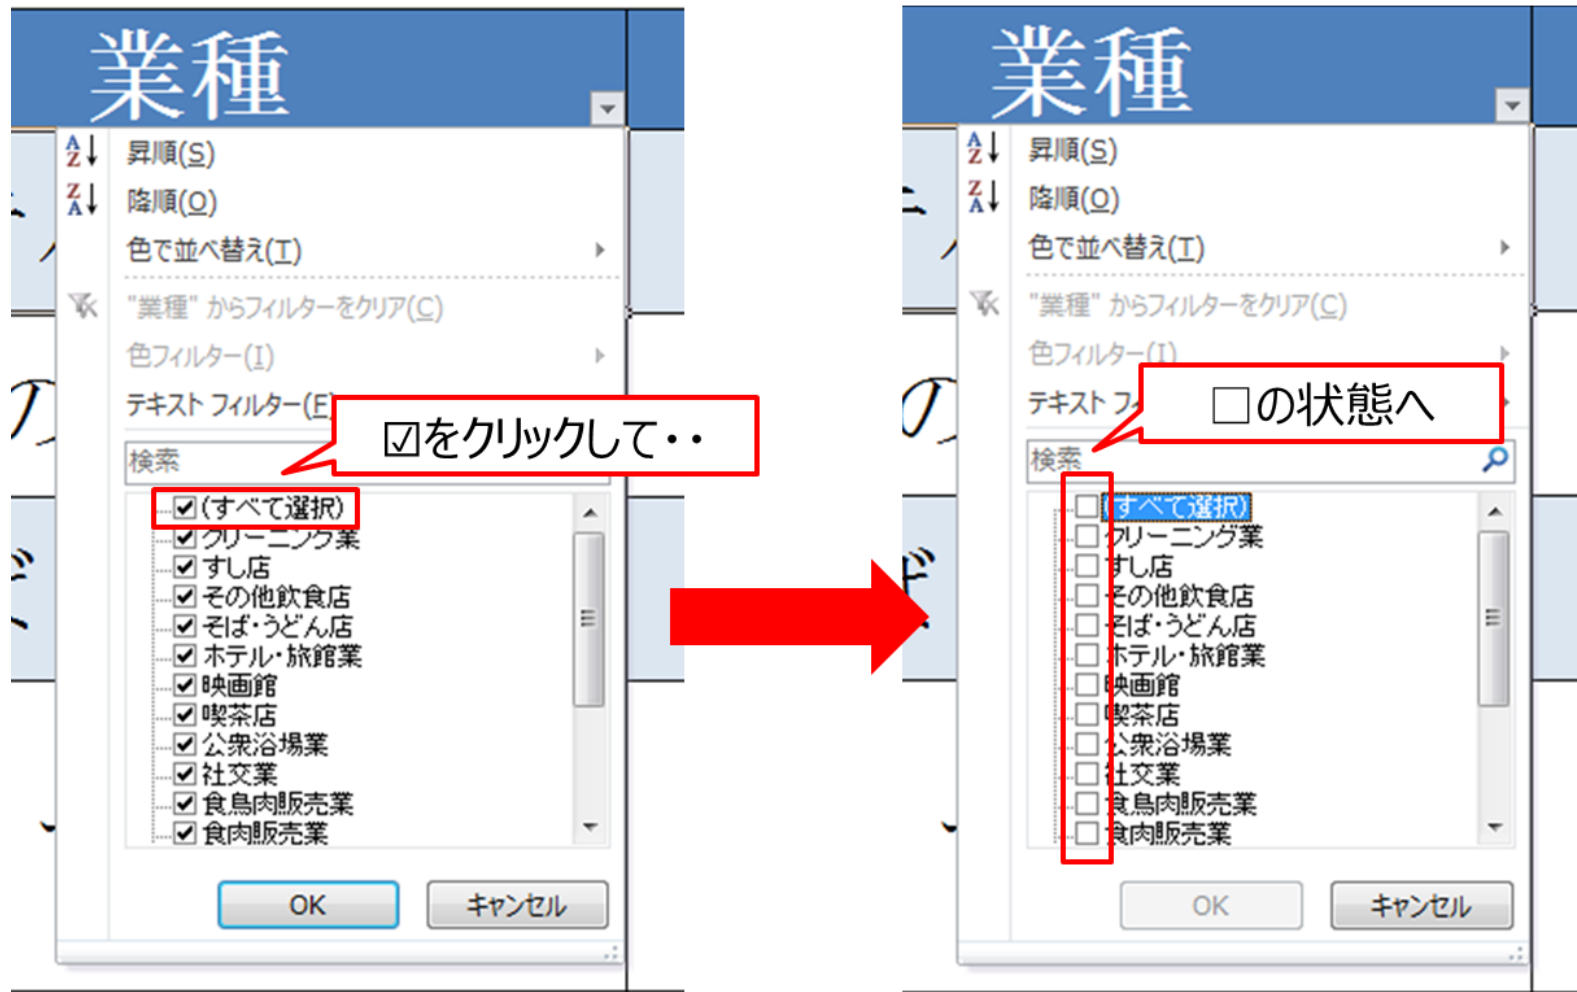 業種
昇順(S)
降順(O)
色で並べ替え(T)
"業種" からフィルターをクリア(C)
色フィルター(I)
テキスト フィルター(F)
☑をクリックして・・
検索
(すべて選択)
クリーニング業
すし店
その他飲食店
そば・うどん店
ホテル・旅館業
映画館
喫茶店
公衆浴場業
社交業
食鳥肉販売業
食肉販売業
OK
キャンセル
業種
昇順(S)
降順(O)
色で並べ替え(T)
"業種" からフィルターをクリア(C)
色フィルター(I)
テキスト フィ
□の状態へ
検索
(すべて選択)
クリーニング業
すし店
その他飲食店
そば・うどん店
ホテル・旅館業
映画館
喫茶店
公衆浴場業
社交業
食鳥肉販売業
食肉販売業
OK
キャンセル